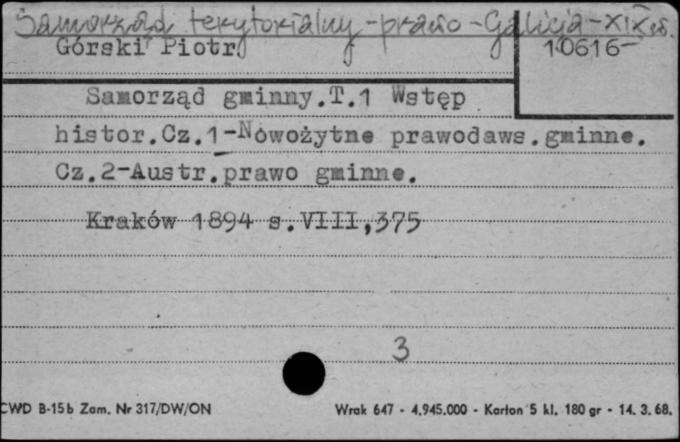 Samorząd terytorialny - prawo - Galicja - XIX w.
Górski Piotr
10616-
Samorząd gminny.T.1 Wstęp
histor.Cz.1-Nowożytne prawodaws.gminne.
Cz.2-Austr.prawo gminne.
Kraków 1894 s.VIII,375
3
CWD B-15b Zam. Nr 317/DW/ON
Wrak 647 - 4.945.000 - Karton 5 kl. 180 gr - 14. 3. 68.